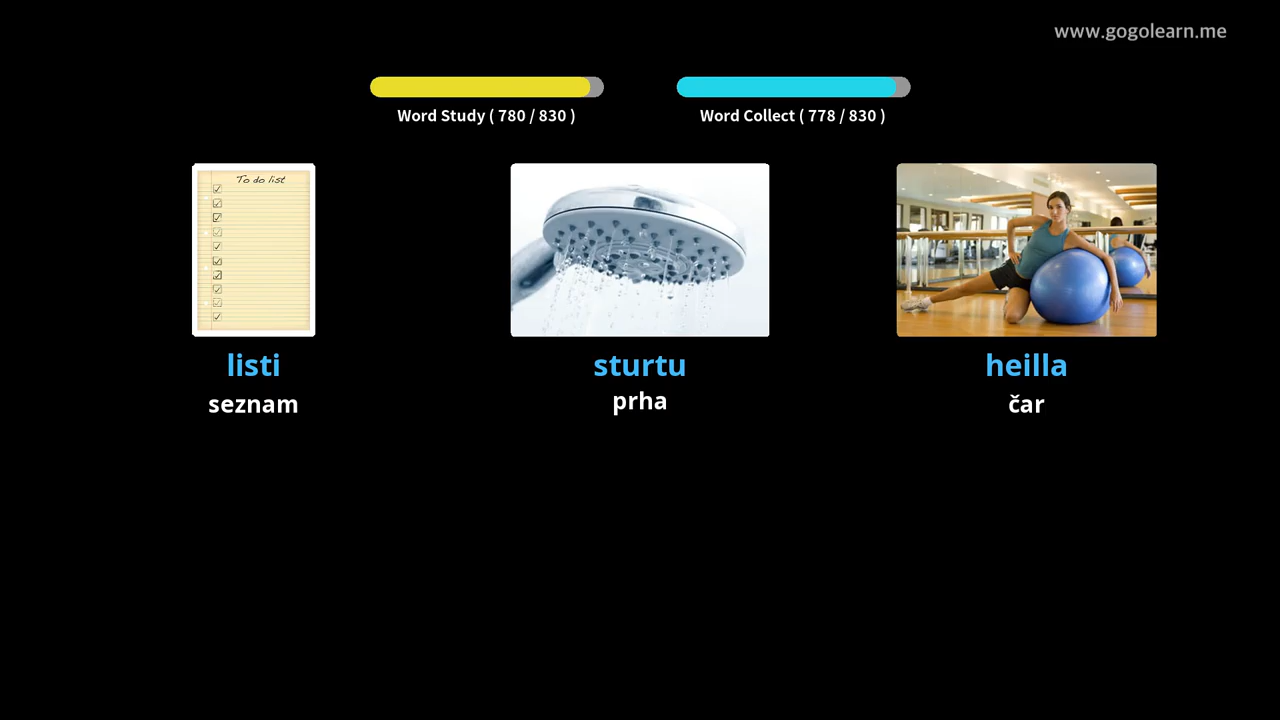 www.gogolearn.me
Word Study ( 780 / 830 )
Word Collect ( 778 / 830 )
To do list
listi
sturtu
heilla
seznam
prha
čar